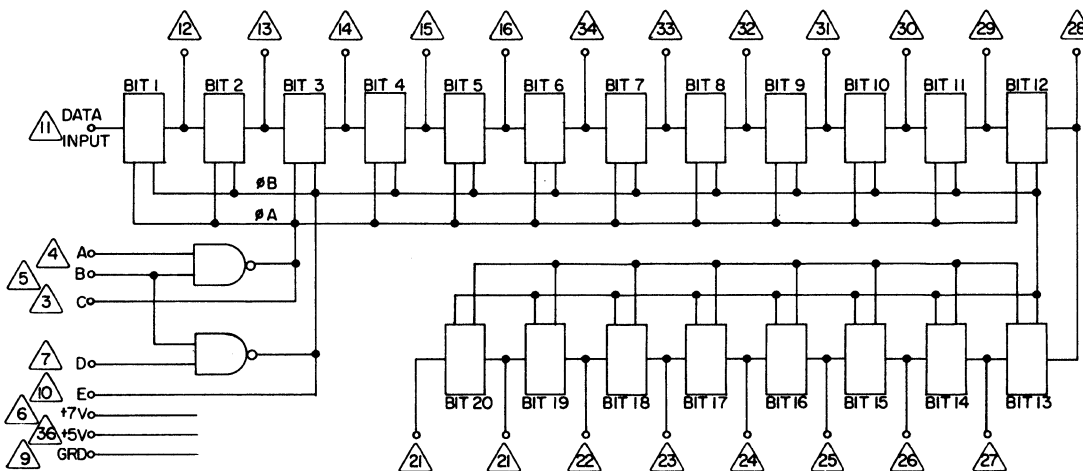 12 13 14 15 16 34 33 32 31 30 29 28
BIT 1 BIT 2 BIT 3 BIT 4 BIT 5 BIT 6 BIT 7 BIT 8 BIT 9 BIT 10 BIT 11 BIT 12
11 DATA
INPUT
øB
øA
4 A
5 B
3 C
7 D
10 E
6 +7V
36 +5V
9 GRD
BIT 20 BIT 19 BIT 18 BIT 17 BIT 16 BIT 15 BIT 14 BIT 13
21 21 22 23 24 25 26 27